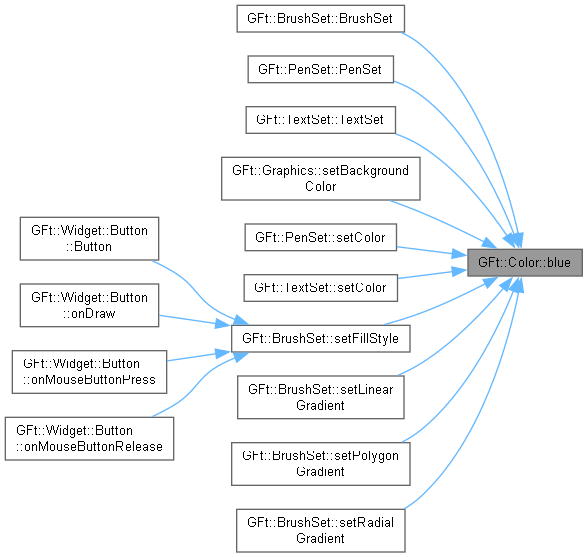 GFt::BrushSet::BrushSet
GFt::PenSet::PenSet
GFt::TextSet::TextSet
GFt::Graphics::setBackground
Color
GFt::PenSet::setColor
GFt::TextSet::setColor
GFt::Color::blue
GFt::Widget::Button
::Button
GFt::Widget::Button
::onDraw
GFt::BrushSet::setFillStyle
GFt::Widget::Button
::onMouseButtonPress
GFt::Widget::Button
::onMouseButtonRelease
GFt::BrushSet::setLinear
Gradient
GFt::BrushSet::setPolygon
Gradient
GFt::BrushSet::setRadial
Gradient